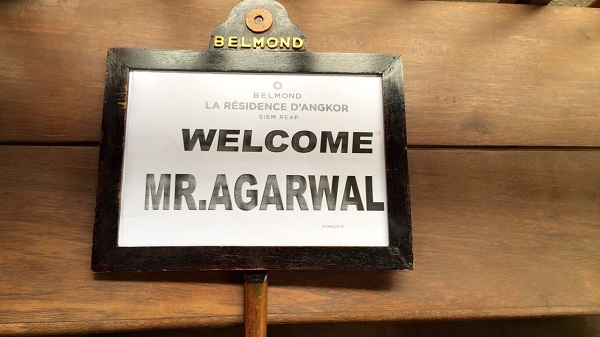 BELMOND
BELMOND
LA RÉSIDENCE D'ANGKOR
SIEM REAP
WELCOME
MR.AGARWAL